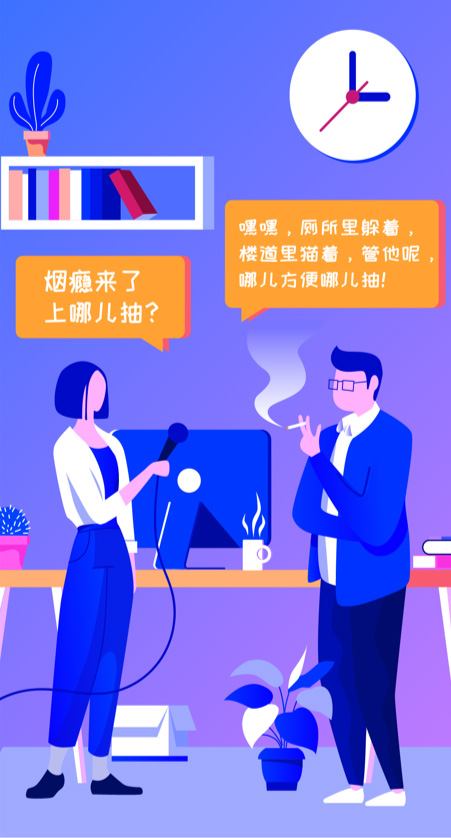 烟瘾来了
上哪儿抽？
嘿嘿，厕所里躲着，
楼道里猫着，管他呢，
哪儿方便哪儿抽！